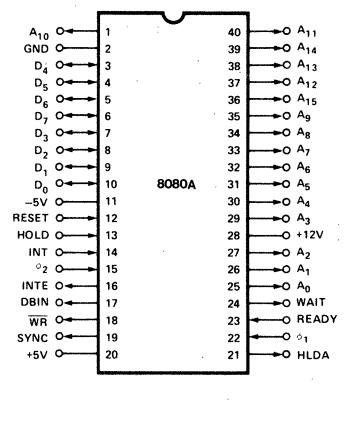 A10 1 40 A11
GND 2 39 A14
D4 3 38 A13
D5 4 37 A12
D6 5 36 A15
D7 6 35 A9
D3 7 34 A8
D2 8 33 A7
D1 9 32 A6
D0 10 8080A 31 A5
−5V 11 30 A4
RESET 12 29 A3
HOLD 13 28 +12V
INT 14 27 A2
φ2 15 26 A1
INTE 16 25 A0
DBIN 17 24 WAIT
W̅R̅ 18 23 READY
SYNC 19 22 φ1
+5V 20 21 HLDA